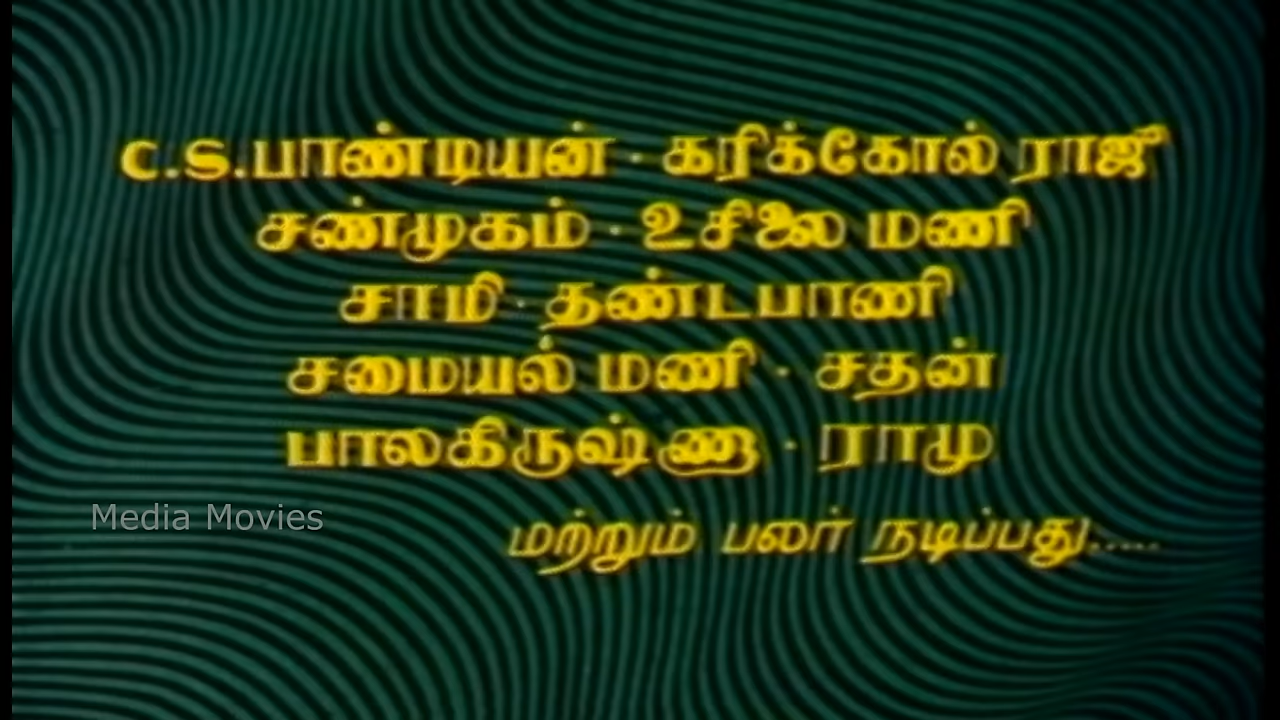 C.S.பாண்டியன் · கரிக்கோல் ராஜ்
சண்முகம் · உசிலை மணி
சாமி · தண்டபாணி
சமையல் மணி · சதன்
பாலகிருஷ்ணா · ராமு
மற்றும் பலர் நடிப்பது.....
Media Movies